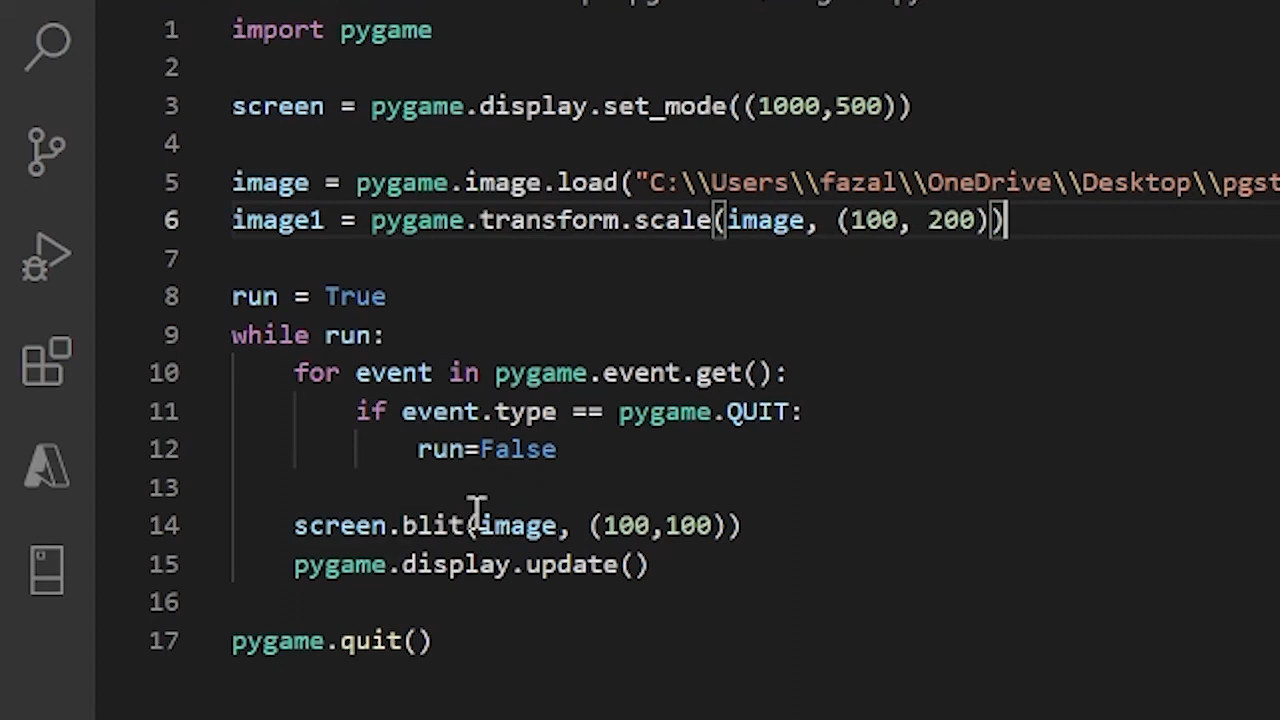 1 import pygame
2
3 screen = pygame.display.set_mode((1000,500))
4
5 image = pygame.image.load("C:\\Users\\fazal\\OneDrive\\Desktop\\pgst
6 image1 = pygame.transform.scale(image, (100, 200))
7
8 run = True
9 while run:
10 for event in pygame.event.get():
11 if event.type == pygame.QUIT:
12 run=False
13
14 screen.blit(image, (100,100))
15 pygame.display.update()
16
17 pygame.quit()